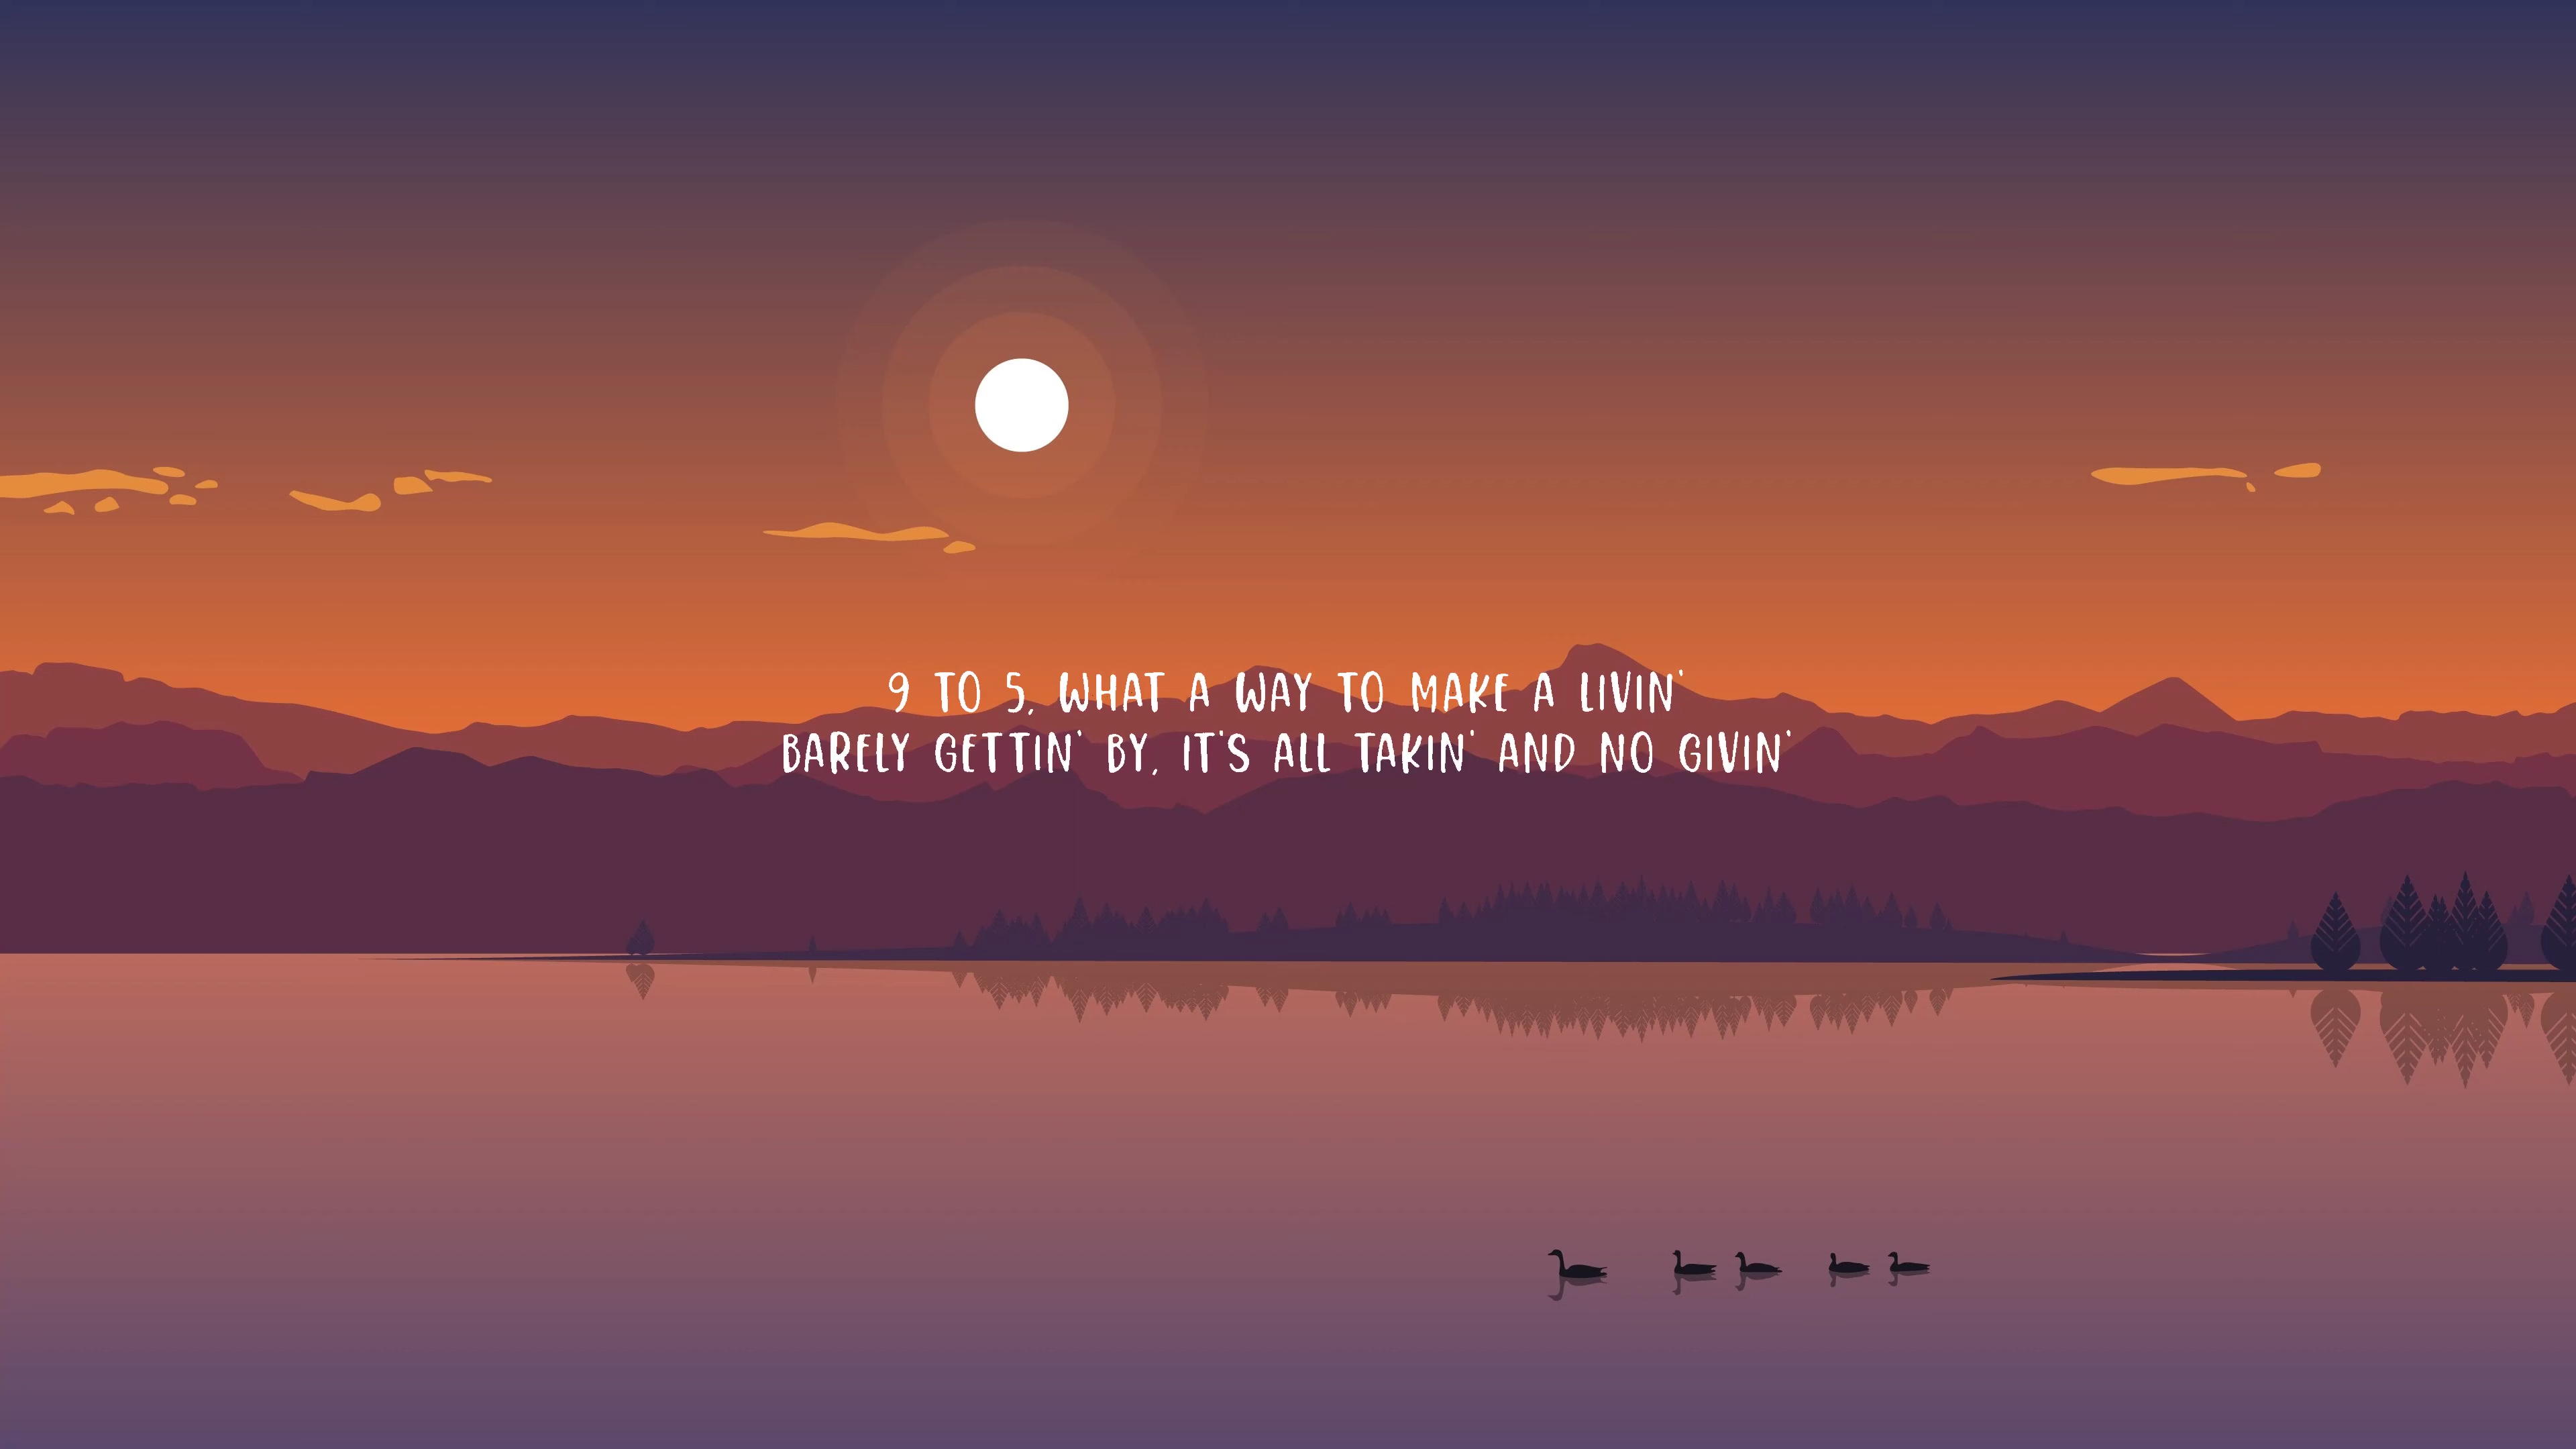 9 TO 5, WHAT A WAY TO MAKE A LIVIN'
BARELY GETTIN' BY, IT'S ALL TAKIN' AND NO GIVIN'